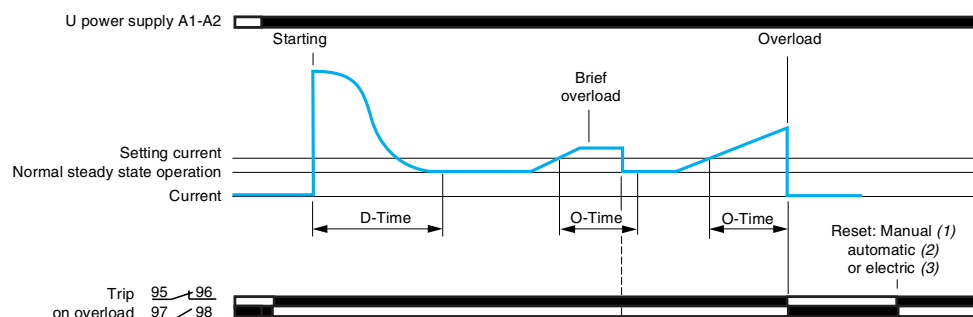 U power supply A1-A2
Starting
Overload
Brief
overload
Setting current
Normal steady state operation
Current
D-Time
O-Time
O-Time
Reset: Manual (1)
automatic (2)
or electric (3)
Trip 95 96
on overload 97 98